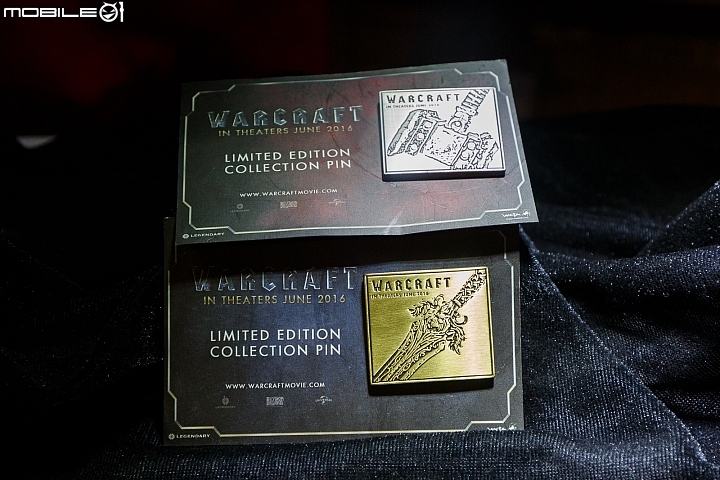 MOBILE01
WARCRAFT
IN THEATERS JUNE 2016
LIMITED EDITION
COLLECTION PIN
WWW.WARCRAFTMOVIE.COM
LEGENDARY
WARCRAFT
IN THEATERS JUNE 2016
WARCRAFT
IN THEATERS JUNE 2016
LIMITED EDITION
COLLECTION PIN
WWW.WARCRAFTMOVIE.COM
LEGENDARY
WARCRAFT
IN THEATERS JUNE 2016